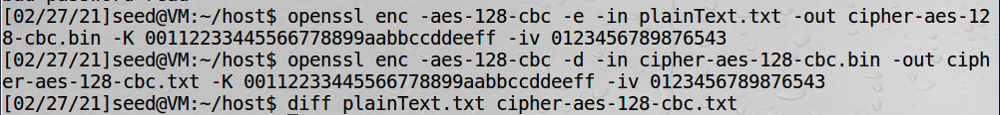 bad password read
[02/27/21]seed@VM:~/host$ openssl enc -aes-128-cbc -e -in plainText.txt -out cipher-aes-12
8-cbc.bin -K 00112233445566778899aabbccddeeff -iv 0123456789876543
[02/27/21]seed@VM:~/host$ openssl enc -aes-128-cbc -d -in cipher-aes-128-cbc.bin -out ciph
er-aes-128-cbc.txt -K 00112233445566778899aabbccddeeff -iv 0123456789876543
[02/27/21]seed@VM:~/host$ diff plainText.txt cipher-aes-128-cbc.txt